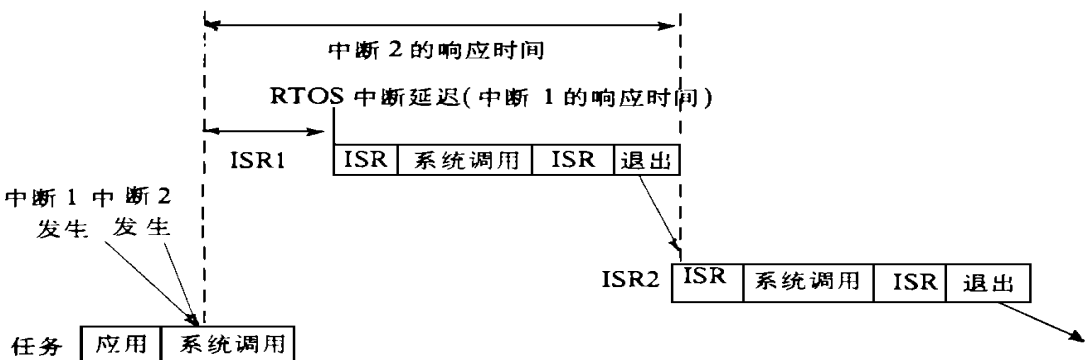 中断 2 的响应时间
RTOS 中断延迟(中断 1 的响应时间)
ISR1 ISR 系统调用 ISR 退出
中断 1 中断 2
发生 发生
ISR2 ISR 系统调用 ISR 退出
任务 应用 系统调用